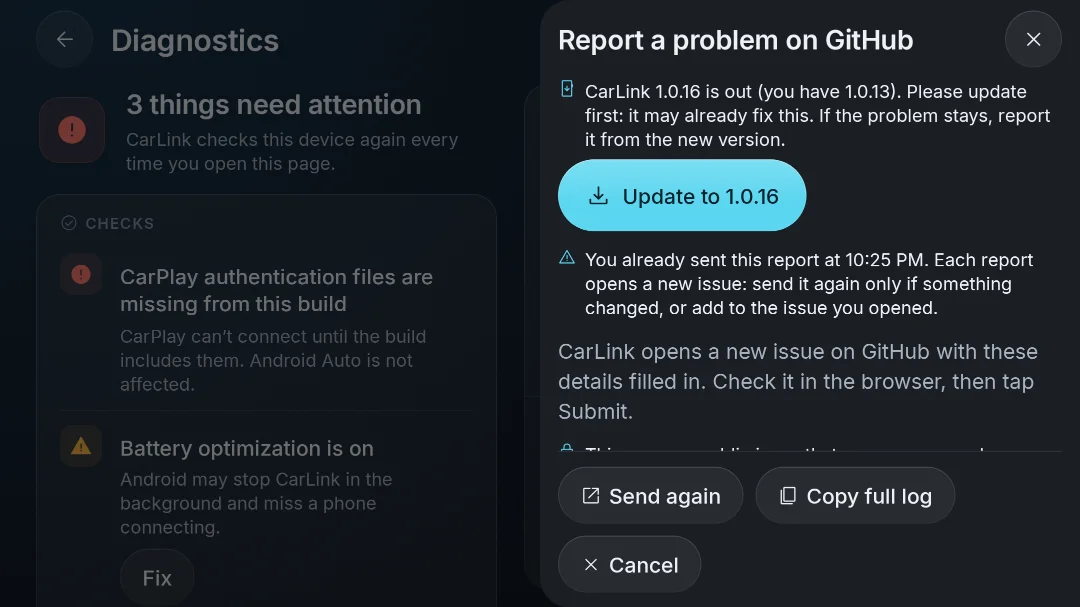 Diagnostics
3 things need attention
CarLink checks this device again every
time you open this page.
CHECKS
CarPlay authentication files are
missing from this build
CarPlay can’t connect until the build
includes them. Android Auto is not
affected.
Battery optimization is on
Android may stop CarLink in the
background and miss a phone
connecting.
Fix
Report a problem on GitHub
CarLink 1.0.16 is out (you have 1.0.13). Please update
first: it may already fix this. If the problem stays, report
it from the new version.
Update to 1.0.16
You already sent this report at 10:25 PM. Each report
opens a new issue: send it again only if something
changed, or add to the issue you opened.
CarLink opens a new issue on GitHub with these
details filled in. Check it in the browser, then tap
Submit.
Send again
Copy full log
Cancel